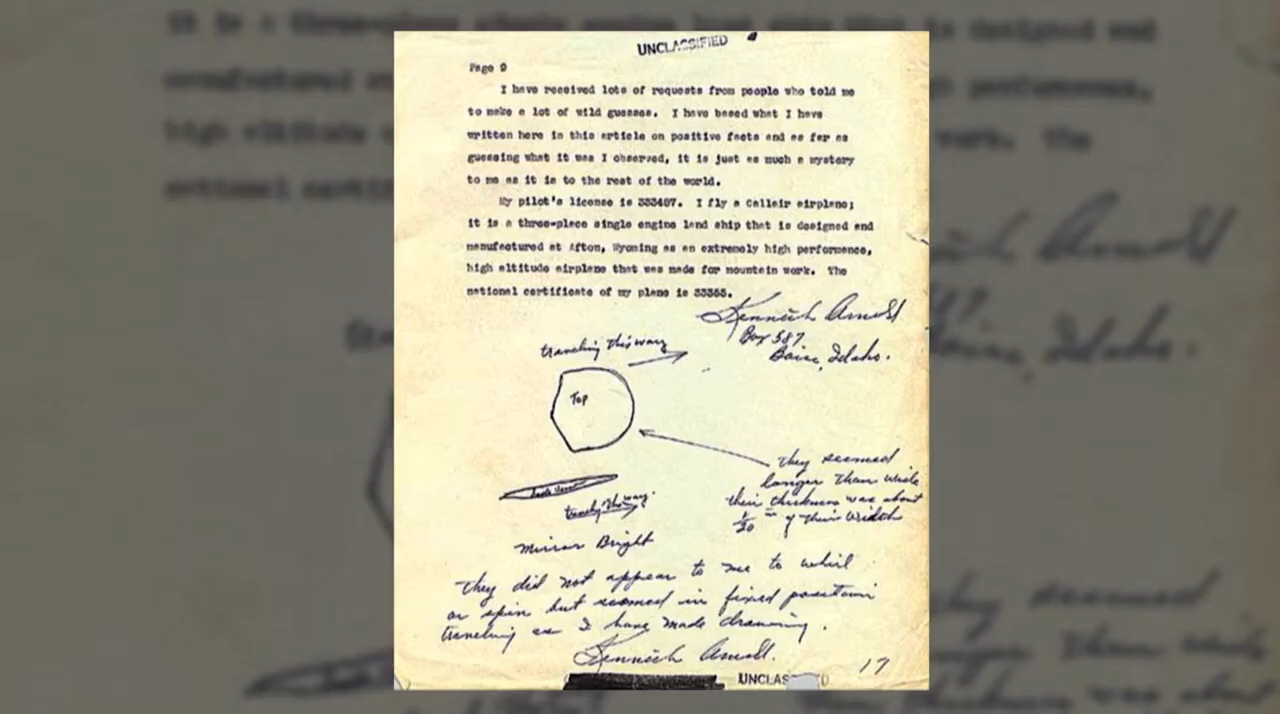 UNCLASSIFIED
Page 9
I have received lots of requests from people who told me
to make a lot of wild guesses. I have based what I have
written here in this article on positive facts and as far as
guessing what it was I observed, it is just as much a mystery
to me as it is to the rest of the world.
My pilot's license is 333487. I fly a Callair airplane;
it is a three-place single engine land ship that is designed and
manufactured at Afton, Wyoming as an extremely high performance,
high altitude airplane that was made for mountain work. The
national certificate of my plane is 33355.
Kenneth Arnold
Box 587
Boise, Idaho.
traveling this way
Top
they seemed
longer than wide
their thickness was about
1/20th of their width
side view
traveling this way.
Mirror Bright
they did not appear to me to whirl
or spin but seemed in fixed position
traveling as I have made drawing.
Kenneth Arnold.
17
UNCLASSIFIED